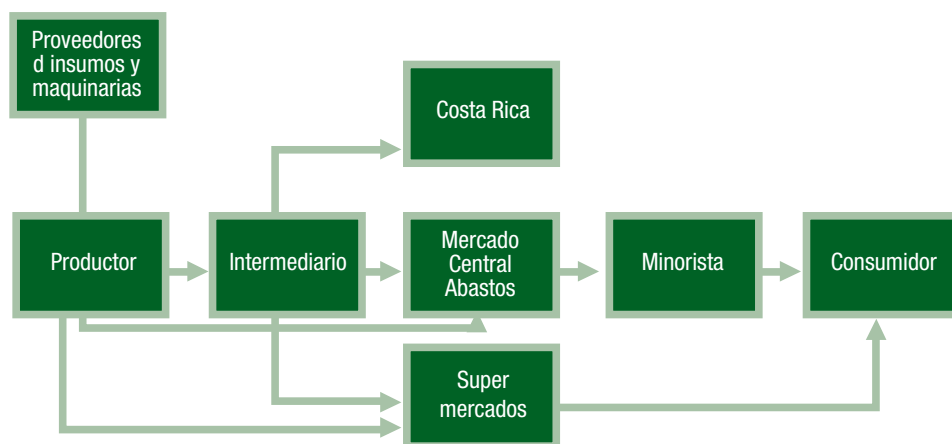 Proveedores
d insumos y
maquinarias
Costa Rica
Productor
Intermediario
Mercado
Central
Abastos
Minorista
Consumidor
Super
mercados